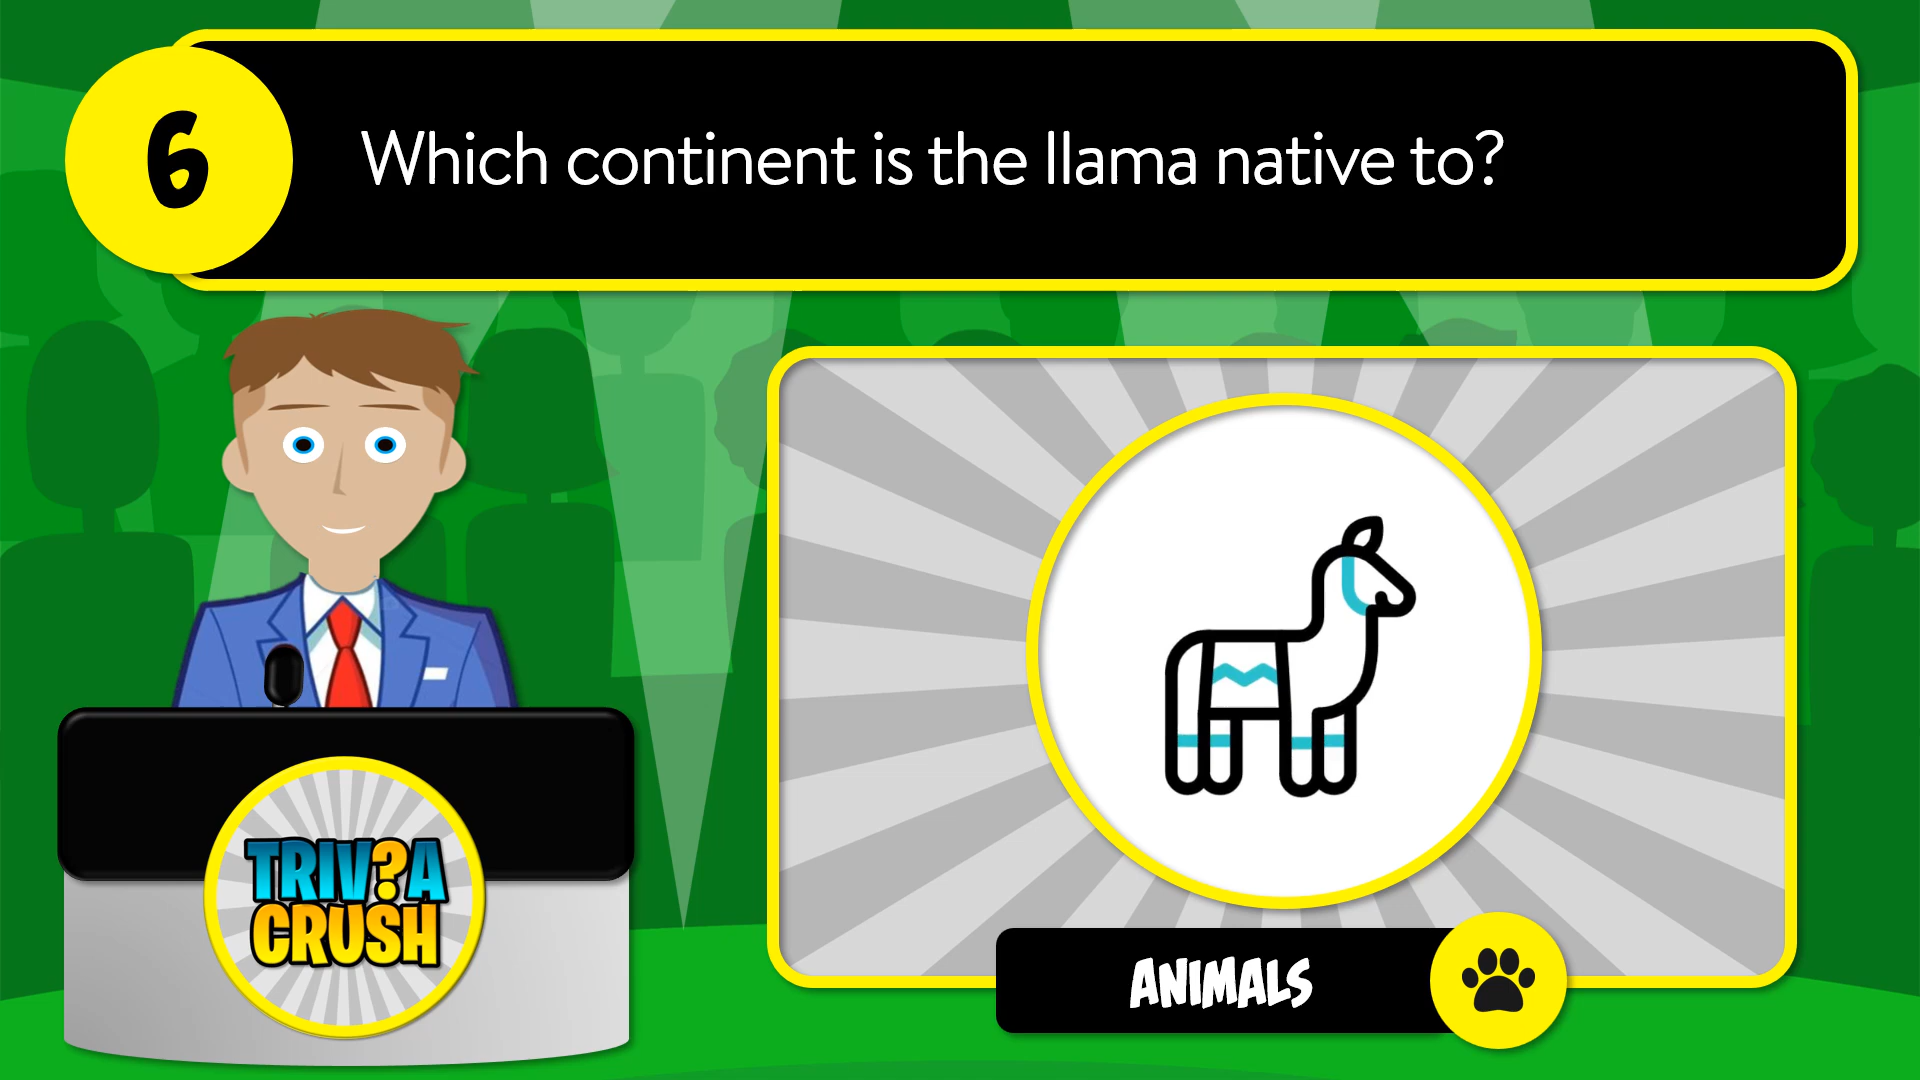 6
Which continent is the llama native to?
TRIV?A
CRUSH
ANIMALS